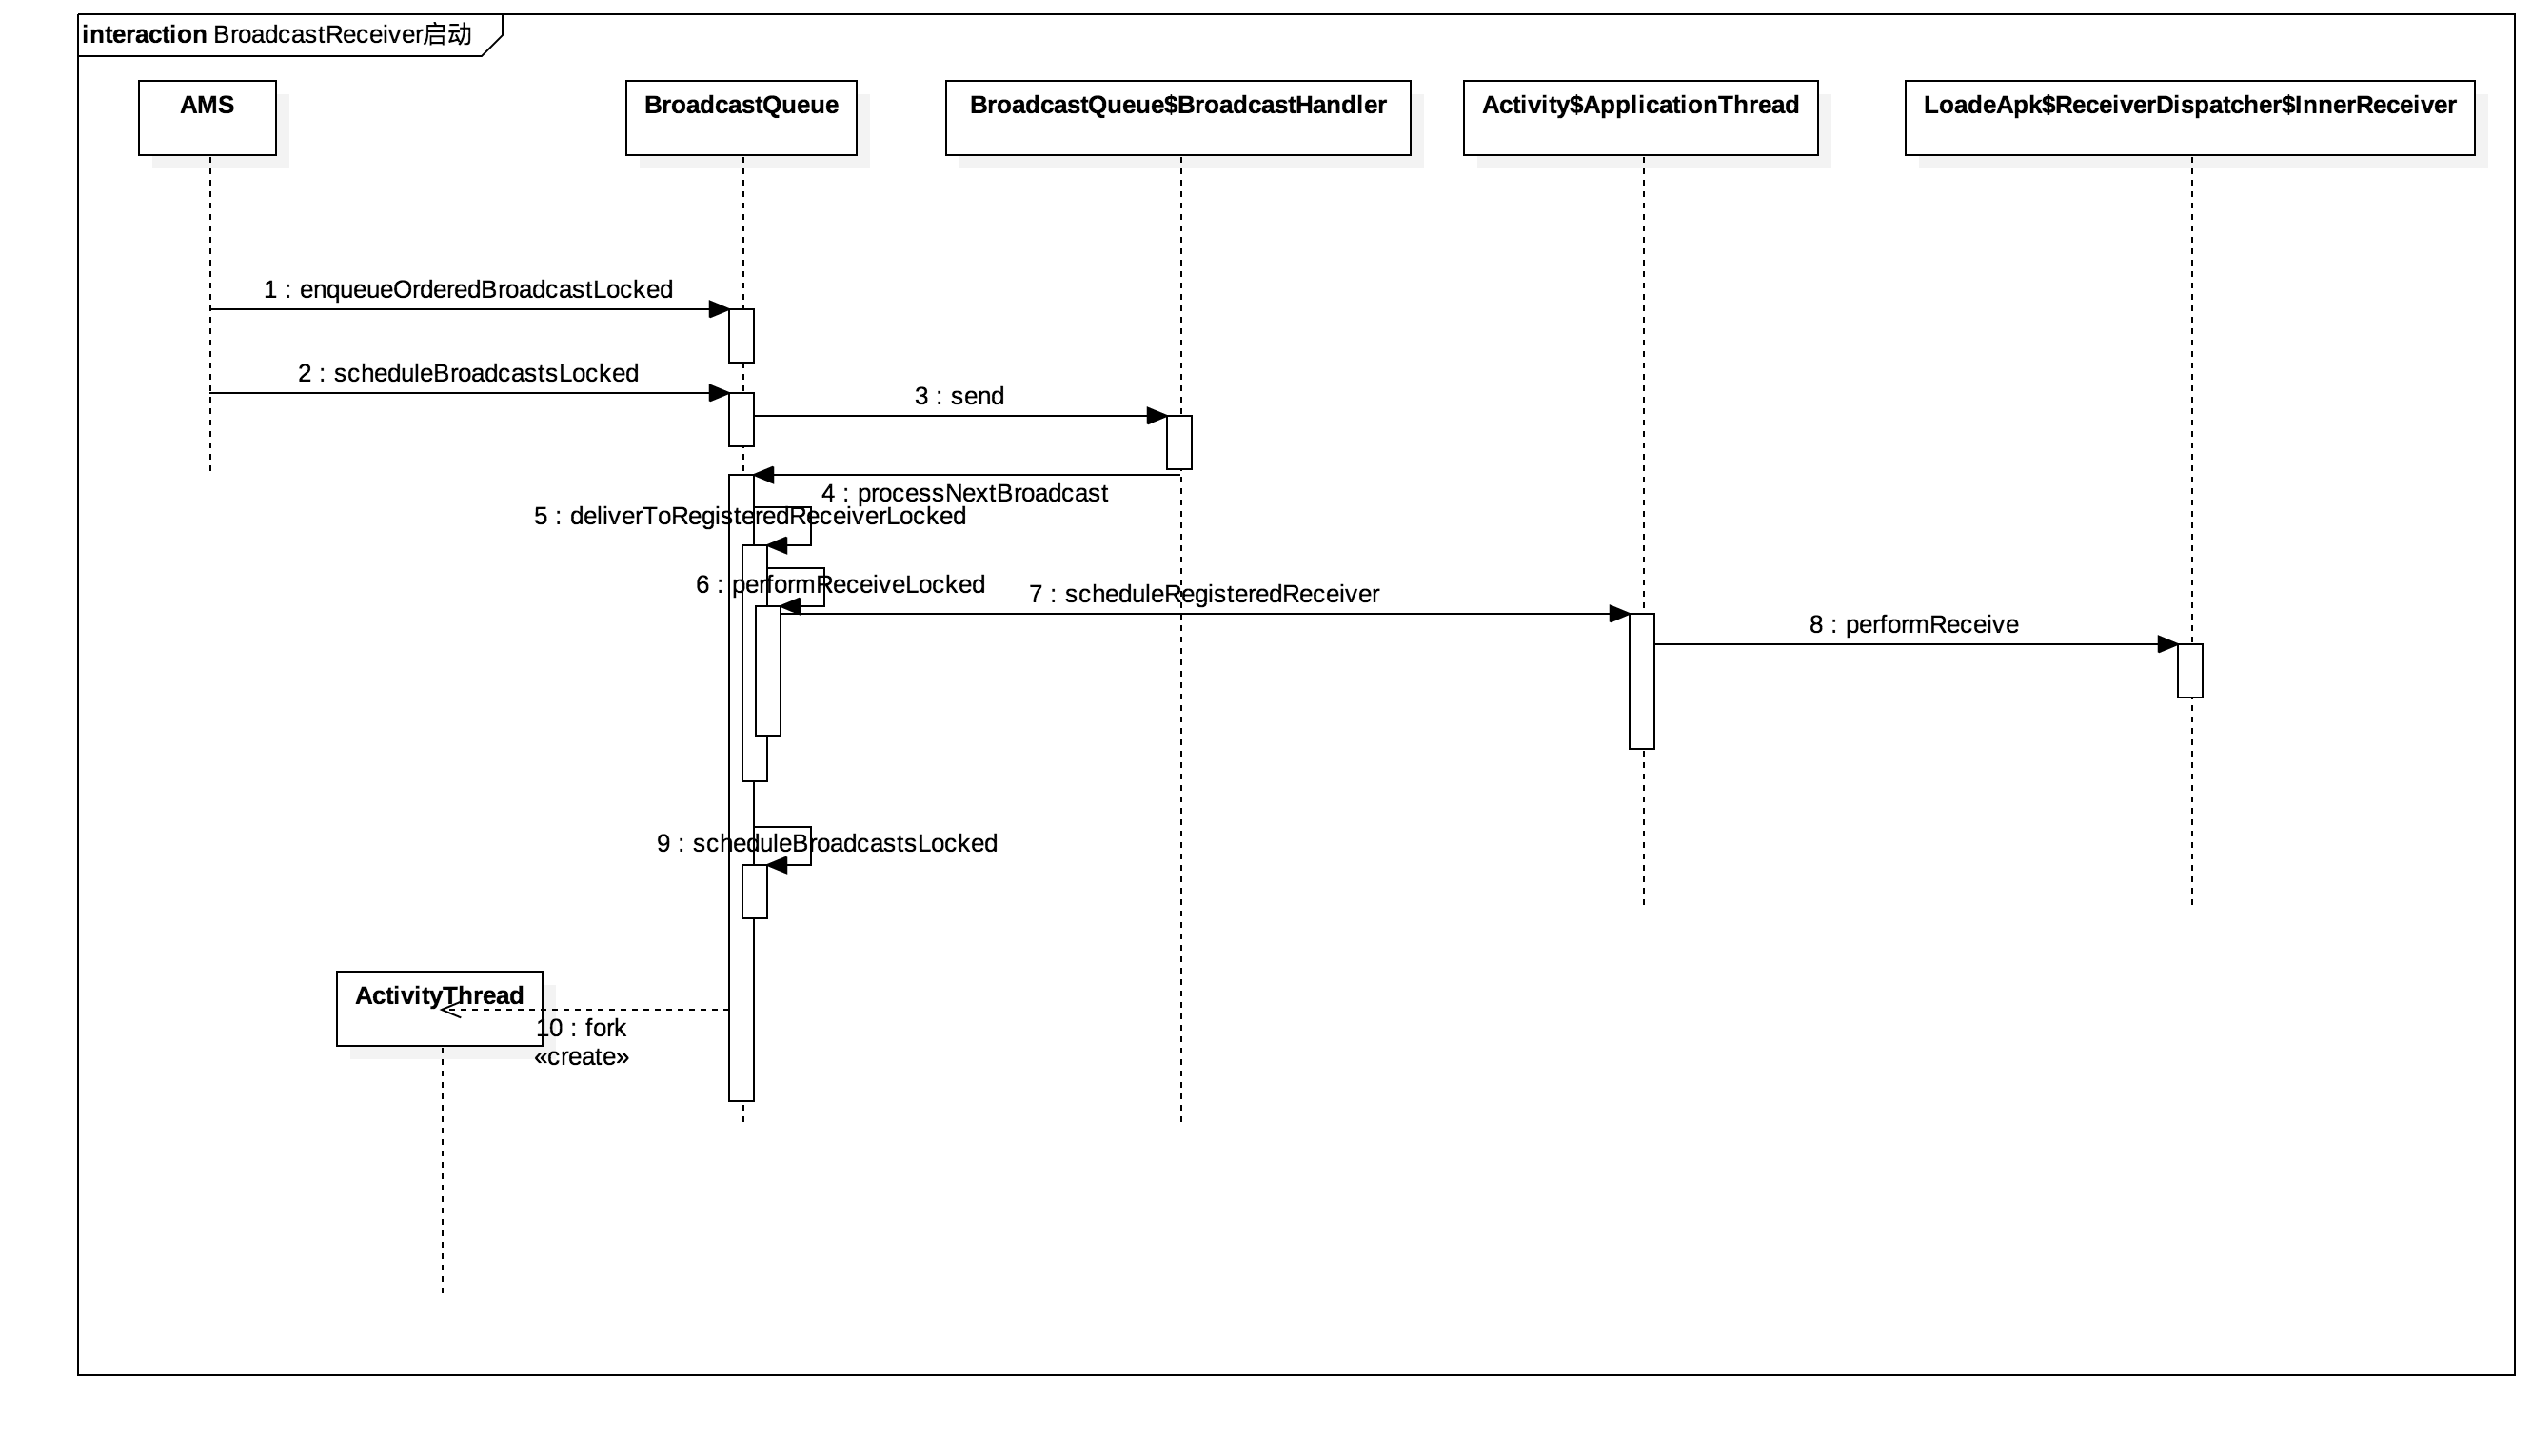 interaction BroadcastReceiver启动
AMS
BroadcastQueue
BroadcastQueue$BroadcastHandler
Activity$ApplicationThread
LoadeApk$ReceiverDispatcher$InnerReceiver
1 : enqueueOrderedBroadcastLocked
2 : scheduleBroadcastsLocked
3 : send
4 : processNextBroadcast
5 : deliverToRegisteredReceiverLocked
6 : performReceiveLocked
7 : scheduleRegisteredReceiver
8 : performReceive
9 : scheduleBroadcastsLocked
ActivityThread
10 : fork
«create»